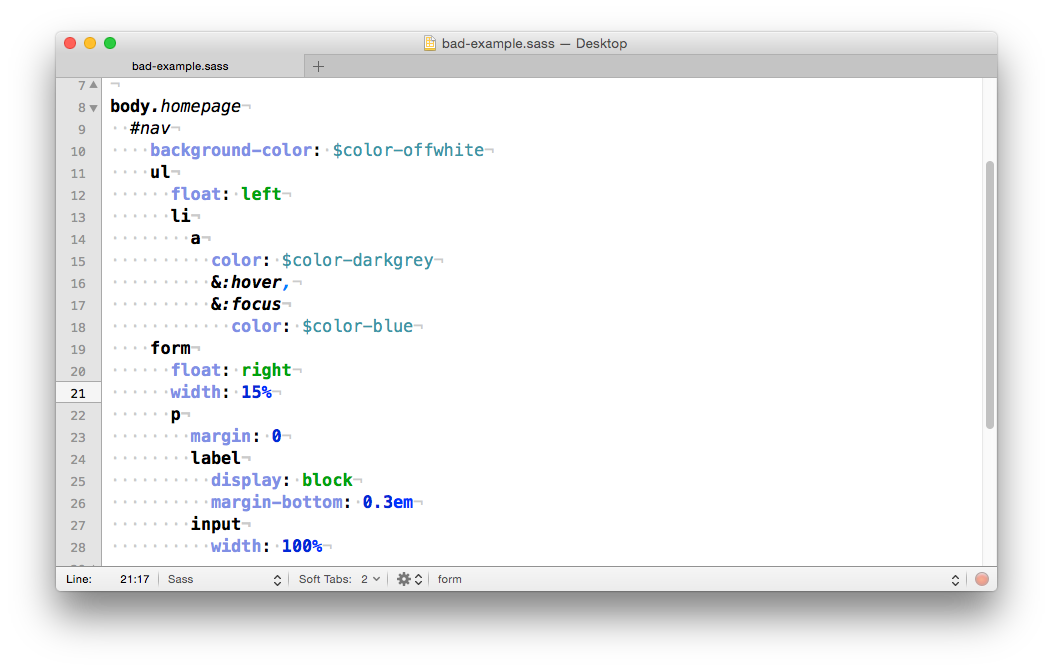 bad-example.sass — Desktop
bad-example.sass
7
8 body.homepage
9 #nav
10 background-color: $color-offwhite
11 ul
12 float: left
13 li
14 a
15 color: $color-darkgrey
16 &:hover,
17 &:focus
18 color: $color-blue
19 form
20 float: right
21 width: 15%
22 p
23 margin: 0
24 label
25 display: block
26 margin-bottom: 0.3em
27 input
28 width: 100%
Line: 21:17 Sass Soft Tabs: 2 form